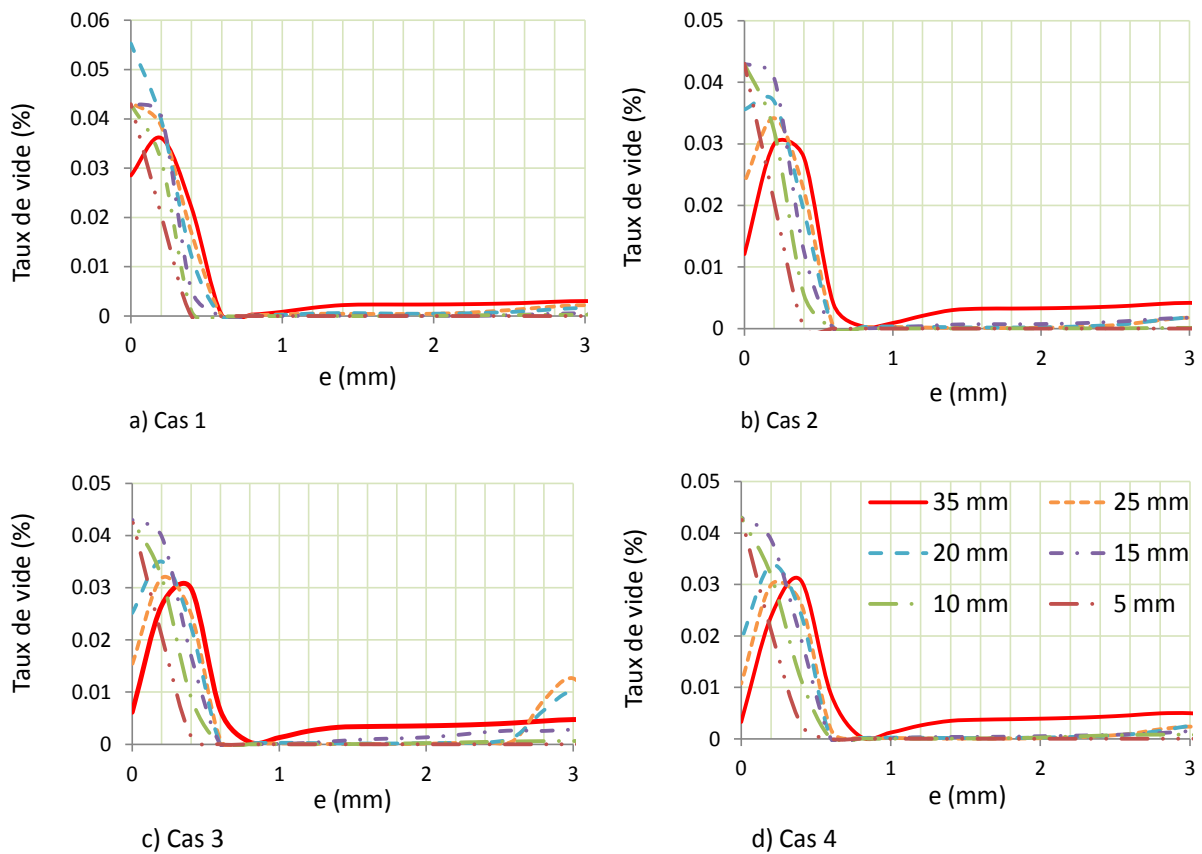 Taux de vide (%)
0.06
0.05
0.04
0.03
0.02
0.01
0
0 1 2 3
e (mm)
a) Cas 1
Taux de vide (%)
0.05
0.04
0.03
0.02
0.01
0
0 1 2 3
e (mm)
b) Cas 2
Taux de vide (%)
0.05
0.04
0.03
0.02
0.01
0
0 1 2 3
e (mm)
c) Cas 3
Taux de vide (%)
0.05
0.04
0.03
0.02
0.01
0
35 mm 25 mm
20 mm 15 mm
10 mm 5 mm
0 1 2 3
e (mm)
d) Cas 4